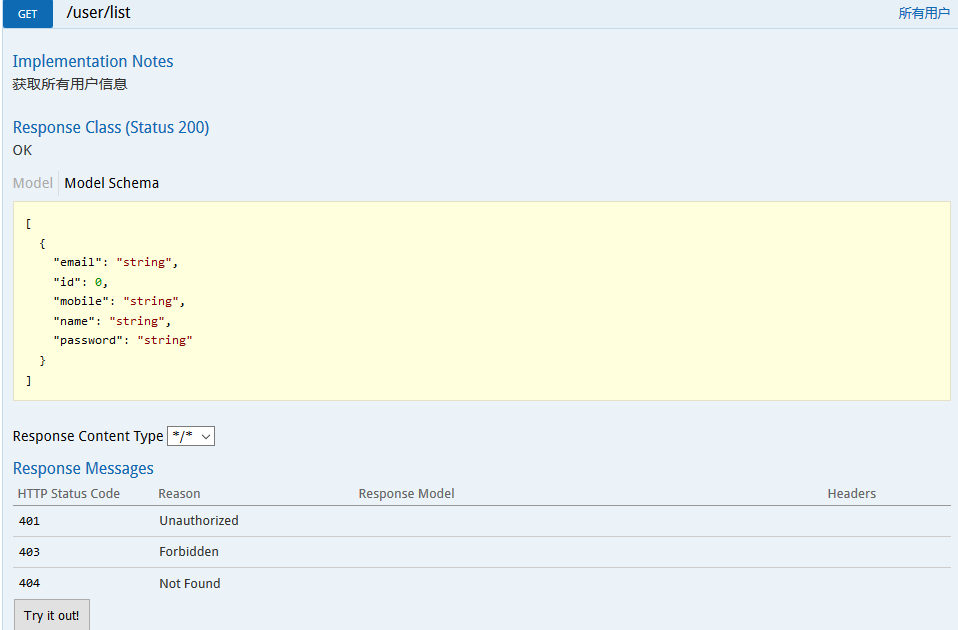 GET /user/list 所有用户
Implementation Notes
获取所有用户信息
Response Class (Status 200)
OK
Model Model Schema
[
  {
    "email": "string",
    "id": 0,
    "mobile": "string",
    "name": "string",
    "password": "string"
  }
]
Response Content Type */*
Response Messages
HTTP Status Code Reason Response Model Headers
401 Unauthorized
403 Forbidden
404 Not Found
Try it out!